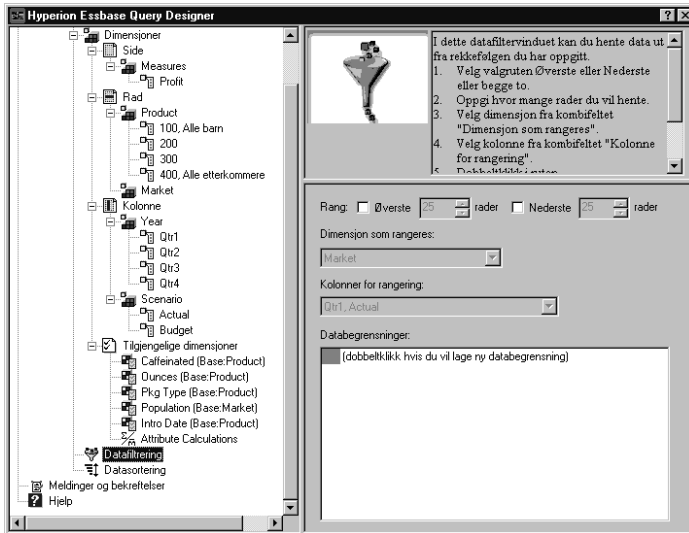 Hyperion Essbase Query Designer
Dimensjoner
Side
Measures
Profit
Rad
Product
100, Alle barn
200
300
400, Alle etterkommere
Market
Kolonne
Year
Qtr1
Qtr2
Qtr3
Qtr4
Scenario
Actual
Budget
Tilgjengelige dimensjoner
Caffeinated (Base:Product)
Ounces (Base:Product)
Pkg Type (Base:Product)
Population (Base:Market)
Intro Date (Base:Product)
Attribute Calculations
Datafiltrering
Datasortering
Meldinger og bekreftelser
Hjelp
I dette datafiltervinduet kan du hente data ut
fra rekkefølgen du har oppgitt.
1. Velg valgruten Øverste eller Nederste
eller begge to.
2. Oppgi hvor mange rader du vil hente.
3. Velg dimensjon fra kombifeltet
"Dimensjon som rangeres".
4. Velg kolonne fra kombifeltet "Kolonne
for rangering".
5. Dobbeltklikk i ruten
Rang: Øverste 25 rader Nederste 25 rader
Dimensjon som rangeres:
Market
Kolonner for rangering:
Qtr1, Actual
Databegrensninger:
(dobbeltklikk hvis du vil lage ny databegrensning)